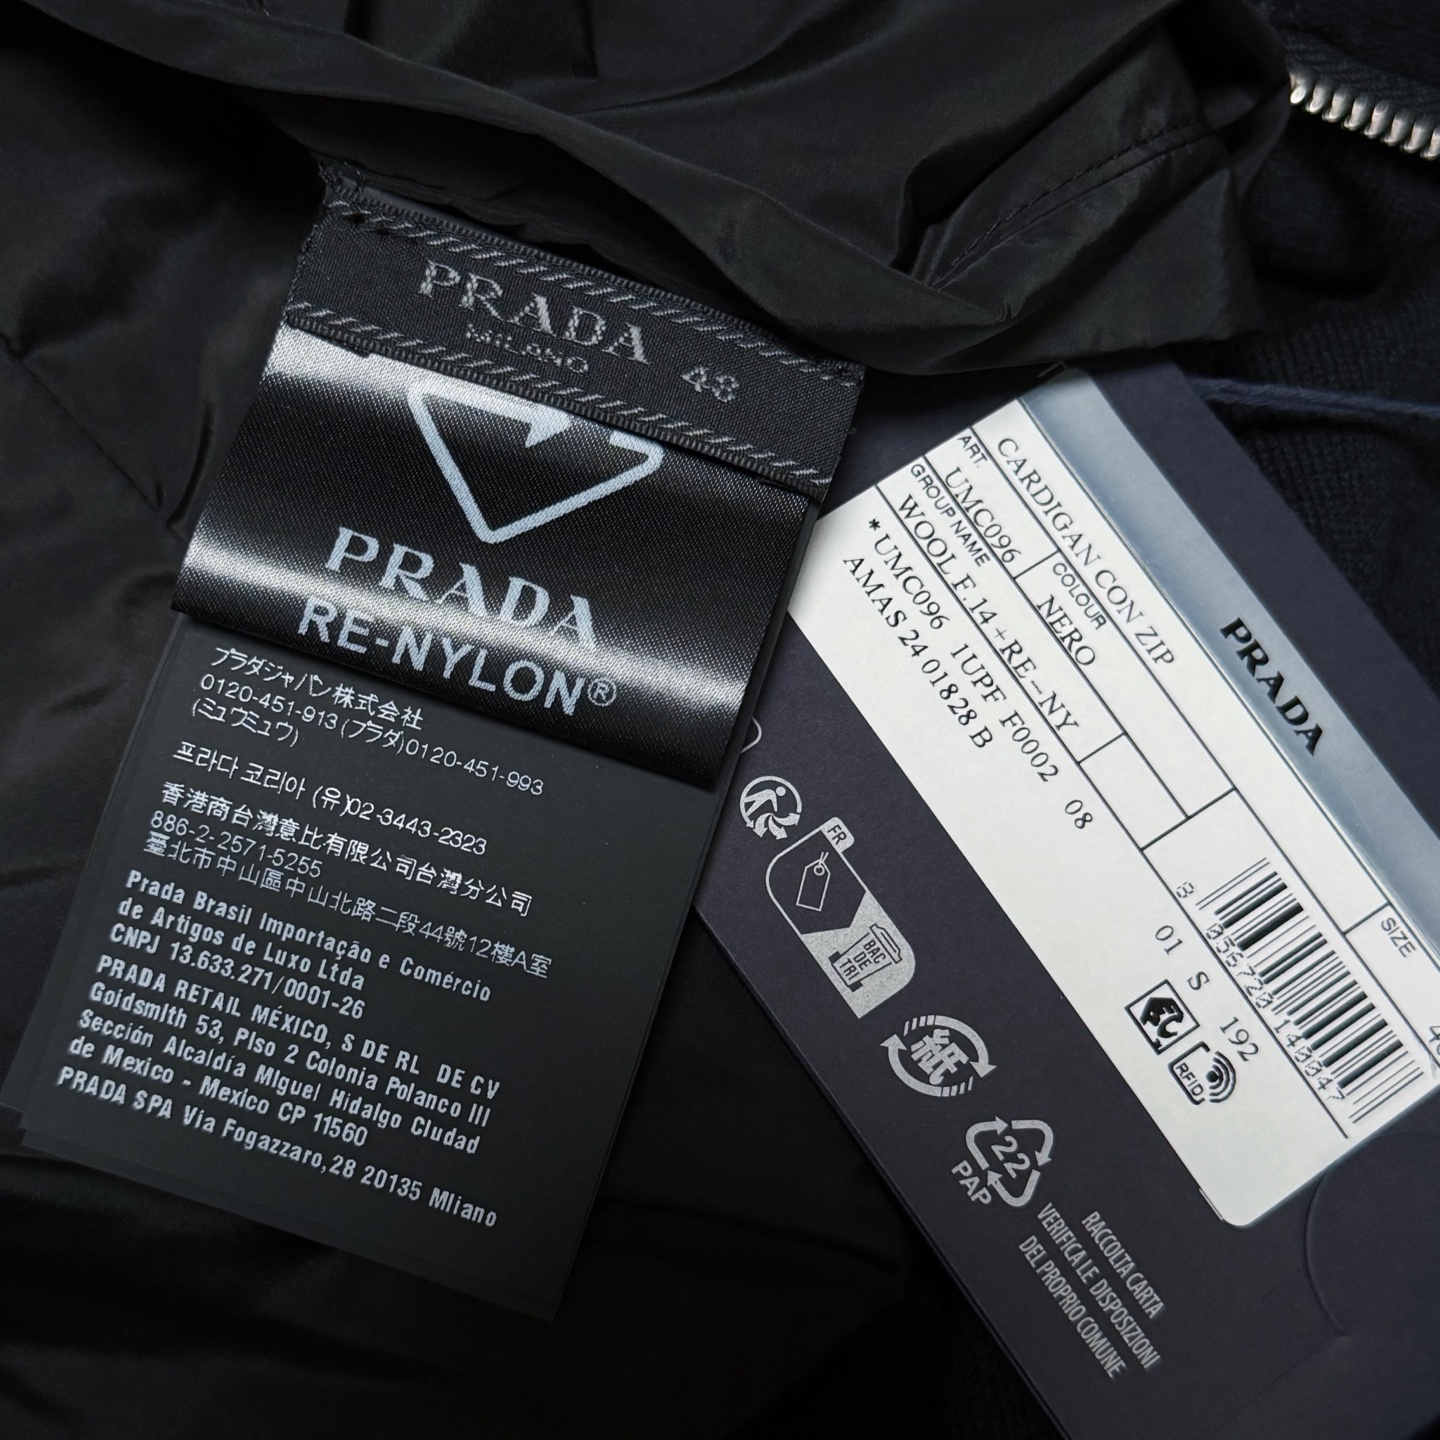 PRADA
MILANO
48
PRADA
RE-NYLON®
プラダジャパン株式会社
0120-451-913(プラダ)0120-451-993
(ミュウミュウ)
프라다 코리아 (유)02-3443-2323
香港商台灣意比有限公司台灣分公司
886-2-2571-5255
臺北市中山區中山北路二段44號12樓A室
Prada Brasil Importação e Comércio
de Artigos de Luxo Ltda
CNPJ 13.633.271/0001-26
PRADA RETAIL MÉXICO, S DE RL DE CV
Goldsmith 53, Piso 2 Colonia Polanco III
Sección Alcaldía Miguel Hidalgo Ciudad
de Mexico - Mexico CP 11560
PRADA SPA Via Fogazzaro,28 20135 Milano
PRADA
CARDIGAN CON ZIP
ART.
UMC096
COLOUR
NERO
GROUP NAME
WOOL F.14+RE-NY
SIZE
* UMC096 1UPF F0002 08
AMAS 24 01828 B
01 S 192
8 056720 140047
RFID
FR
BAC
DE
TRI
紙
22
PAP
RACCOLTA CARTA
VERIFICA LE DISPOSIZIONI
DEL PROPRIO COMUNE